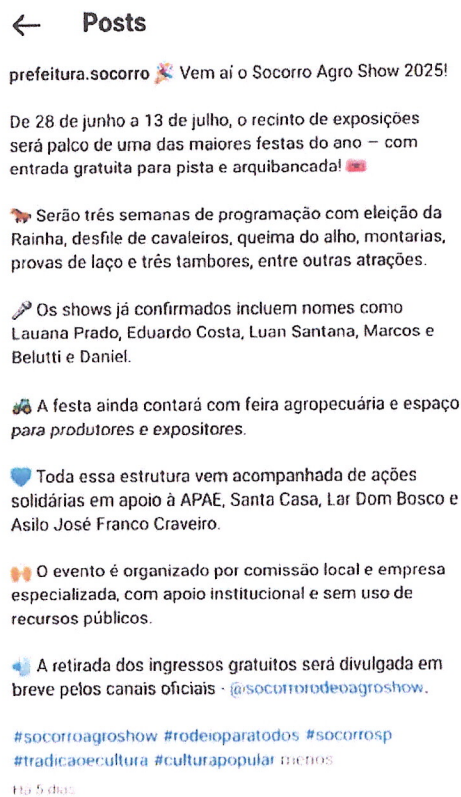 ← Posts
prefeitura.socorro 🎉 Vem aí o Socorro Agro Show 2025!
De 28 de junho a 13 de julho, o recinto de exposições
será palco de uma das maiores festas do ano – com
entrada gratuita para pista e arquibancada! 🎟️
🐎 Serão três semanas de programação com eleição da
Rainha, desfile de cavaleiros, queima do alho, montarias,
provas de laço e três tambores, entre outras atrações.
🎤 Os shows já confirmados incluem nomes como
Lauana Prado, Eduardo Costa, Luan Santana, Marcos e
Belutti e Daniel.
🚜 A festa ainda contará com feira agropecuária e espaço
para produtores e expositores.
💙 Toda essa estrutura vem acompanhada de ações
solidárias em apoio à APAE, Santa Casa, Lar Dom Bosco e
Asilo José Franco Craveiro.
🙌 O evento é organizado por comissão local e empresa
especializada, com apoio institucional e sem uso de
recursos públicos.
📲 A retirada dos ingressos gratuitos será divulgada em
breve pelos canais oficiais - @socorrorodeoagroshow.
#socorroagroshow #rodeioparatodos #socorrosp
#tradicaoecultura #culturapopular menos
Há 5 dias